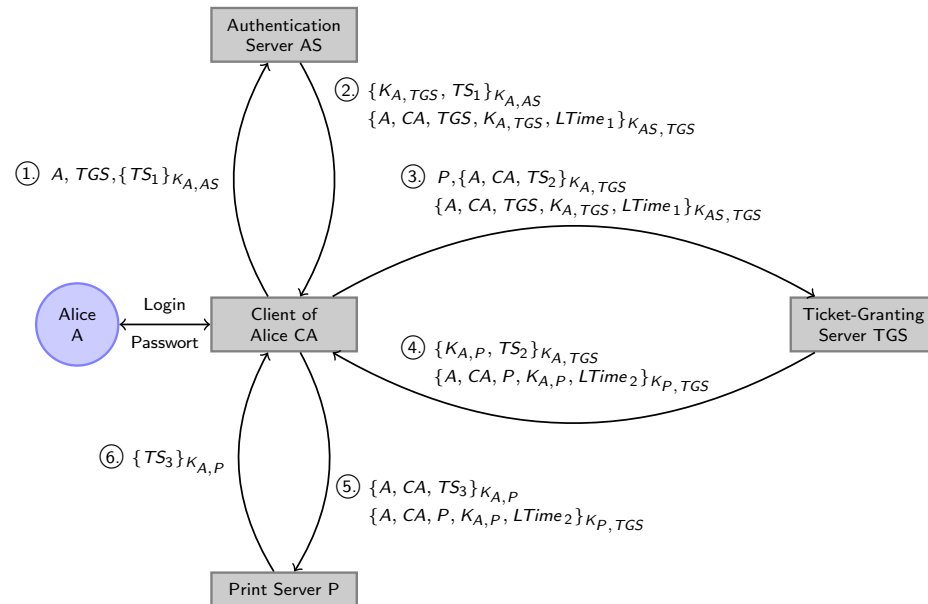 Authentication
Server AS
2. {K_{A,TGS}, TS_1}_{K_{A,AS}}
{A, CA, TGS, K_{A,TGS}, LTime_1}_{K_{AS,TGS}}
1. A, TGS,{TS_1}_{K_{A,AS}}
3. P,{A, CA, TS_2}_{K_{A,TGS}}
{A, CA, TGS, K_{A,TGS}, LTime_1}_{K_{AS,TGS}}
Alice
A
Login
Passwort
Client of
Alice CA
Ticket-Granting
Server TGS
4. {K_{A,P}, TS_2}_{K_{A,TGS}}
{A, CA, P, K_{A,P}, LTime_2}_{K_{P,TGS}}
6. {TS_3}_{K_{A,P}}
5. {A, CA, TS_3}_{K_{A,P}}
{A, CA, P, K_{A,P}, LTime_2}_{K_{P,TGS}}
Print Server P